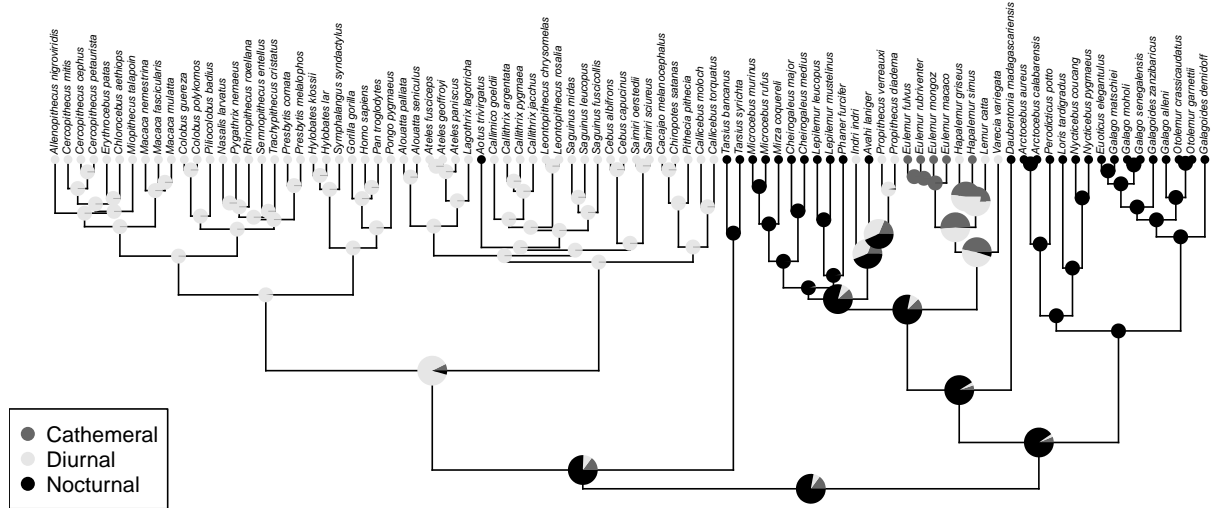 Allenopithecus nigroviridis
Cercopithecus mitis
Cercopithecus cephus
Cercopithecus petaurista
Erythrocebus patas
Chlorocebus aethiops
Miopithecus talapoin
Macaca nemestrina
Macaca fascicularis
Macaca mulatta
Colobus guereza
Colobus polykomos
Piliocolobus badius
Nasalis larvatus
Pygathrix nemaeus
Rhinopithecus roxellana
Semnopithecus entellus
Trachypithecus cristatus
Presbytis comata
Presbytis melalophos
Hylobates klossii
Hylobates lar
Symphalangus syndactylus
Gorilla gorilla
Homo sapiens
Pan troglodytes
Pongo pygmaeus
Alouatta palliata
Alouatta seniculus
Ateles fusciceps
Ateles geoffroyi
Ateles paniscus
Lagothrix lagotricha
Aotus trivirgatus
Callimico goeldii
Callithrix argentata
Callithrix pygmaea
Callithrix jacchus
Leontopithecus chrysomelas
Leontopithecus rosalia
Saguinus midas
Saguinus leucopus
Saguinus fuscicollis
Cebus albifrons
Cebus capucinus
Saimiri oerstedii
Saimiri sciureus
Cacajao melanocephalus
Chiropotes satanas
Pithecia pithecia
Callicebus moloch
Callicebus torquatus
Tarsius bancanus
Tarsius syrichta
Microcebus murinus
Microcebus rufus
Mirza coquereli
Cheirogaleus major
Cheirogaleus medius
Lepilemur leucopus
Lepilemur mustelinus
Phaner furcifer
Indri indri
Avahi laniger
Propithecus verreauxi
Propithecus diadema
Eulemur fulvus
Eulemur rubriventer
Eulemur mongoz
Eulemur macaco
Hapalemur griseus
Hapalemur simus
Lemur catta
Varecia variegata
Daubentonia madagascariensis
Arctocebus aureus
Arctocebus calabarensis
Perodicticus potto
Loris tardigradus
Nycticebus coucang
Nycticebus pygmaeus
Euoticus elegantulus
Galago matschiei
Galago moholi
Galago senegalensis
Galagoides zanzibaricus
Galago alleni
Otolemur crassicaudatus
Otolemur garnettii
Galagoides demidoff
Cathemeral
Diurnal
Nocturnal